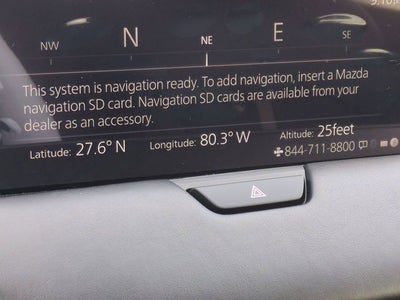 NW N NE E SE
This system is navigation ready. To add navigation, insert a Mazda
navigation SD card. Navigation SD cards are available from your
dealer as an accessory.
Latitude: 27.6° N Longitude: 80.3° W Altitude: 25feet
844-711-8800